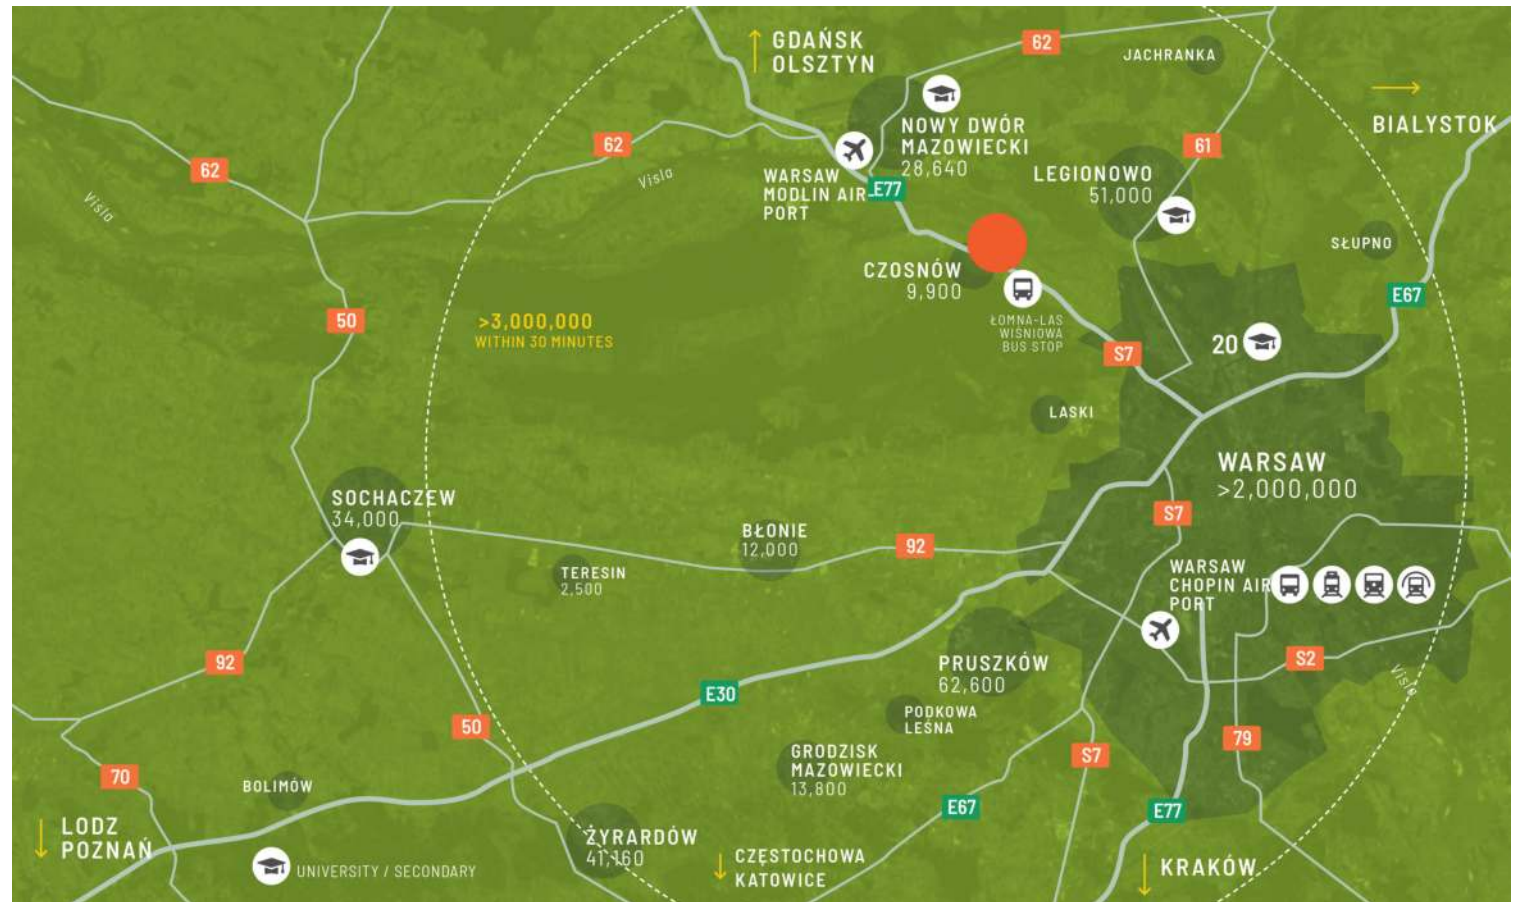 GDAŃSK
OLSZTYN
62
JACHRANKA
BIALYSTOK
NOWY DWÓR
MAZOWIECKI
28,640
62
61
62
WARSAW
MODLIN AIR
PORT
E77
LEGIONOWO
51,000
Visla
Visla
SŁUPNO
CZOSNÓW
9,900
E67
50
>3,000,000
WITHIN 30 MINUTES
ŁOMNA-LAS
WIŚNIOWA
BUS STOP
20
S7
LASKI
WARSAW
>2,000,000
SOCHACZEW
34,000
S7
BŁONIE
12,000
92
TERESIN
2,500
WARSAW
CHOPIN AIR
PORT
92
PRUSZKÓW
62,600
S2
Visla
E30
PODKOWA
LEŚNA
50
79
GRODZISK
MAZOWIECKI
13,800
S7
70
BOLIMÓW
E67
E77
LODZ
POZNAŃ
ŻYRARDÓW
41,160
CZĘSTOCHOWA
KATOWICE
KRAKÓW
UNIVERSITY / SECONDARY